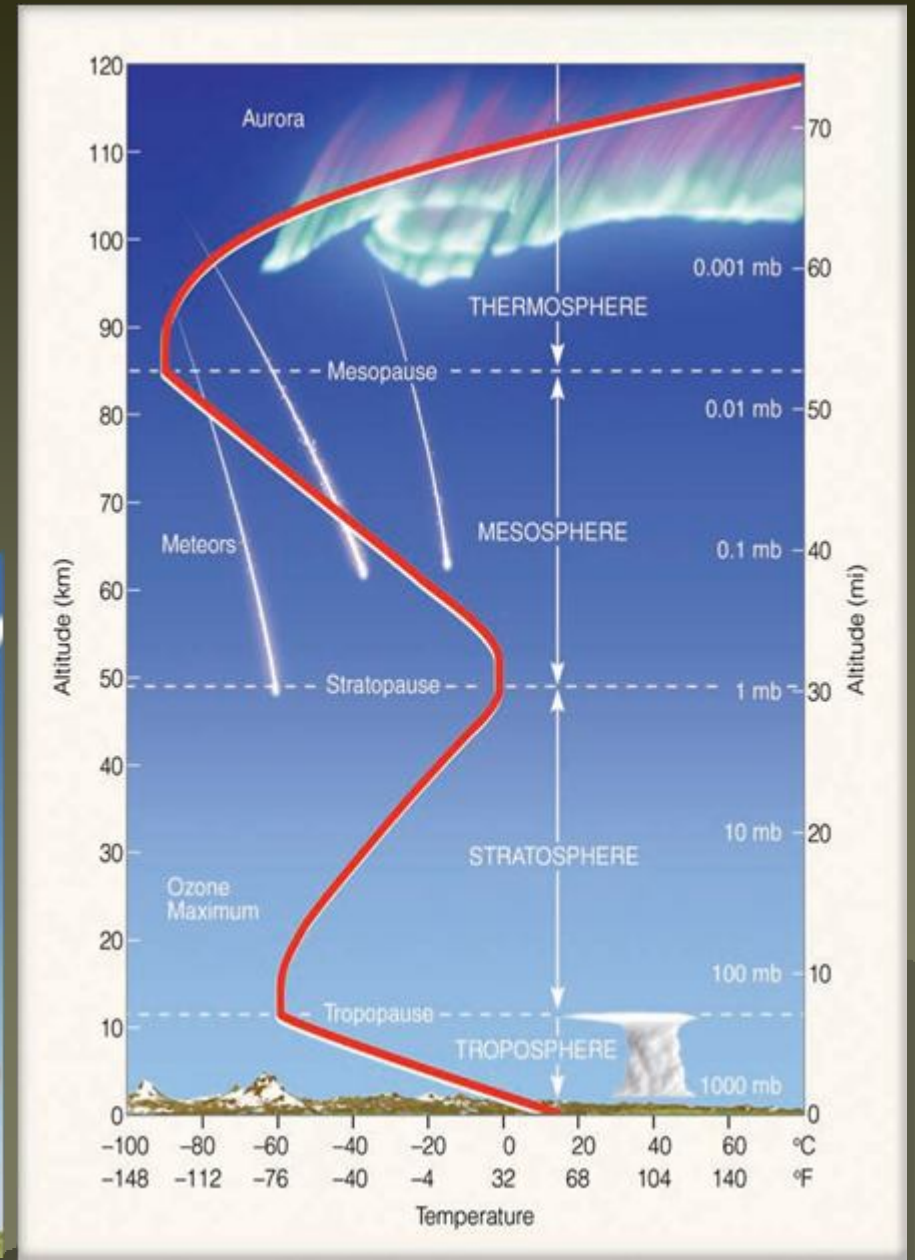 120
110
100
90
80
70
60
50
40
30
20
10
0
Altitude (km)
Aurora
THERMOSPHERE
Mesopause
Meteors
MESOSPHERE
Stratopause
STRATOSPHERE
Ozone
Maximum
Tropopause
TROPOSPHERE
0.001 mb
0.01 mb
0.1 mb
1 mb
10 mb
100 mb
1000 mb
70
60
50
40
30
20
10
0
Altitude (mi)
–100 –80 –60 –40 –20 0 20 40 60 ºC
–148 –112 –76 –40 –4 32 68 104 140 ºF
Temperature